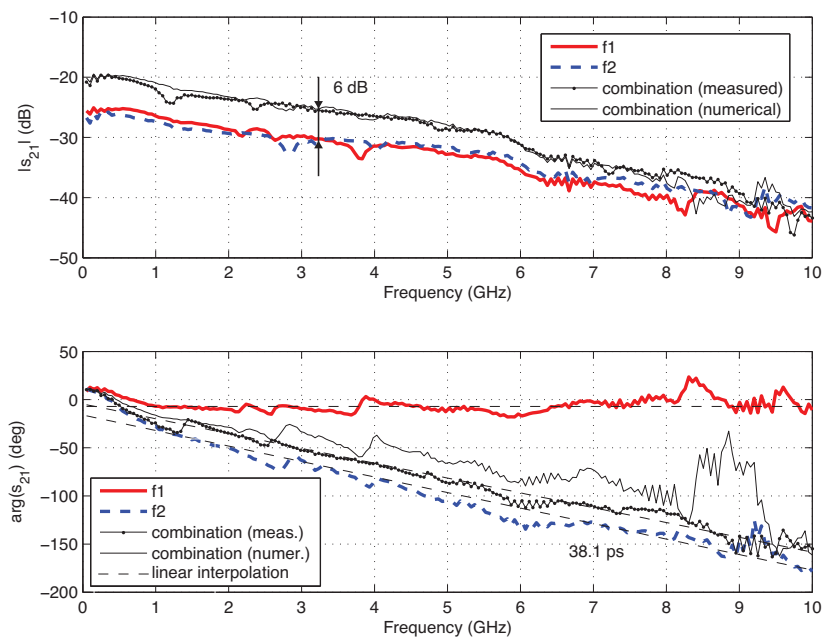 −10
−20
−30
−40
−50
|s21| (dB)
6 dB
f1
f2
combination (measured)
combination (numerical)
0 1 2 3 4 5 6 7 8 9 10
Frequency (GHz)
50
0
−50
−100
−150
−200
arg(s21) (deg)
f1
f2
combination (meas.)
combination (numer.)
linear interpolation
38.1 ps
0 1 2 3 4 5 6 7 8 9 10
Frequency (GHz)